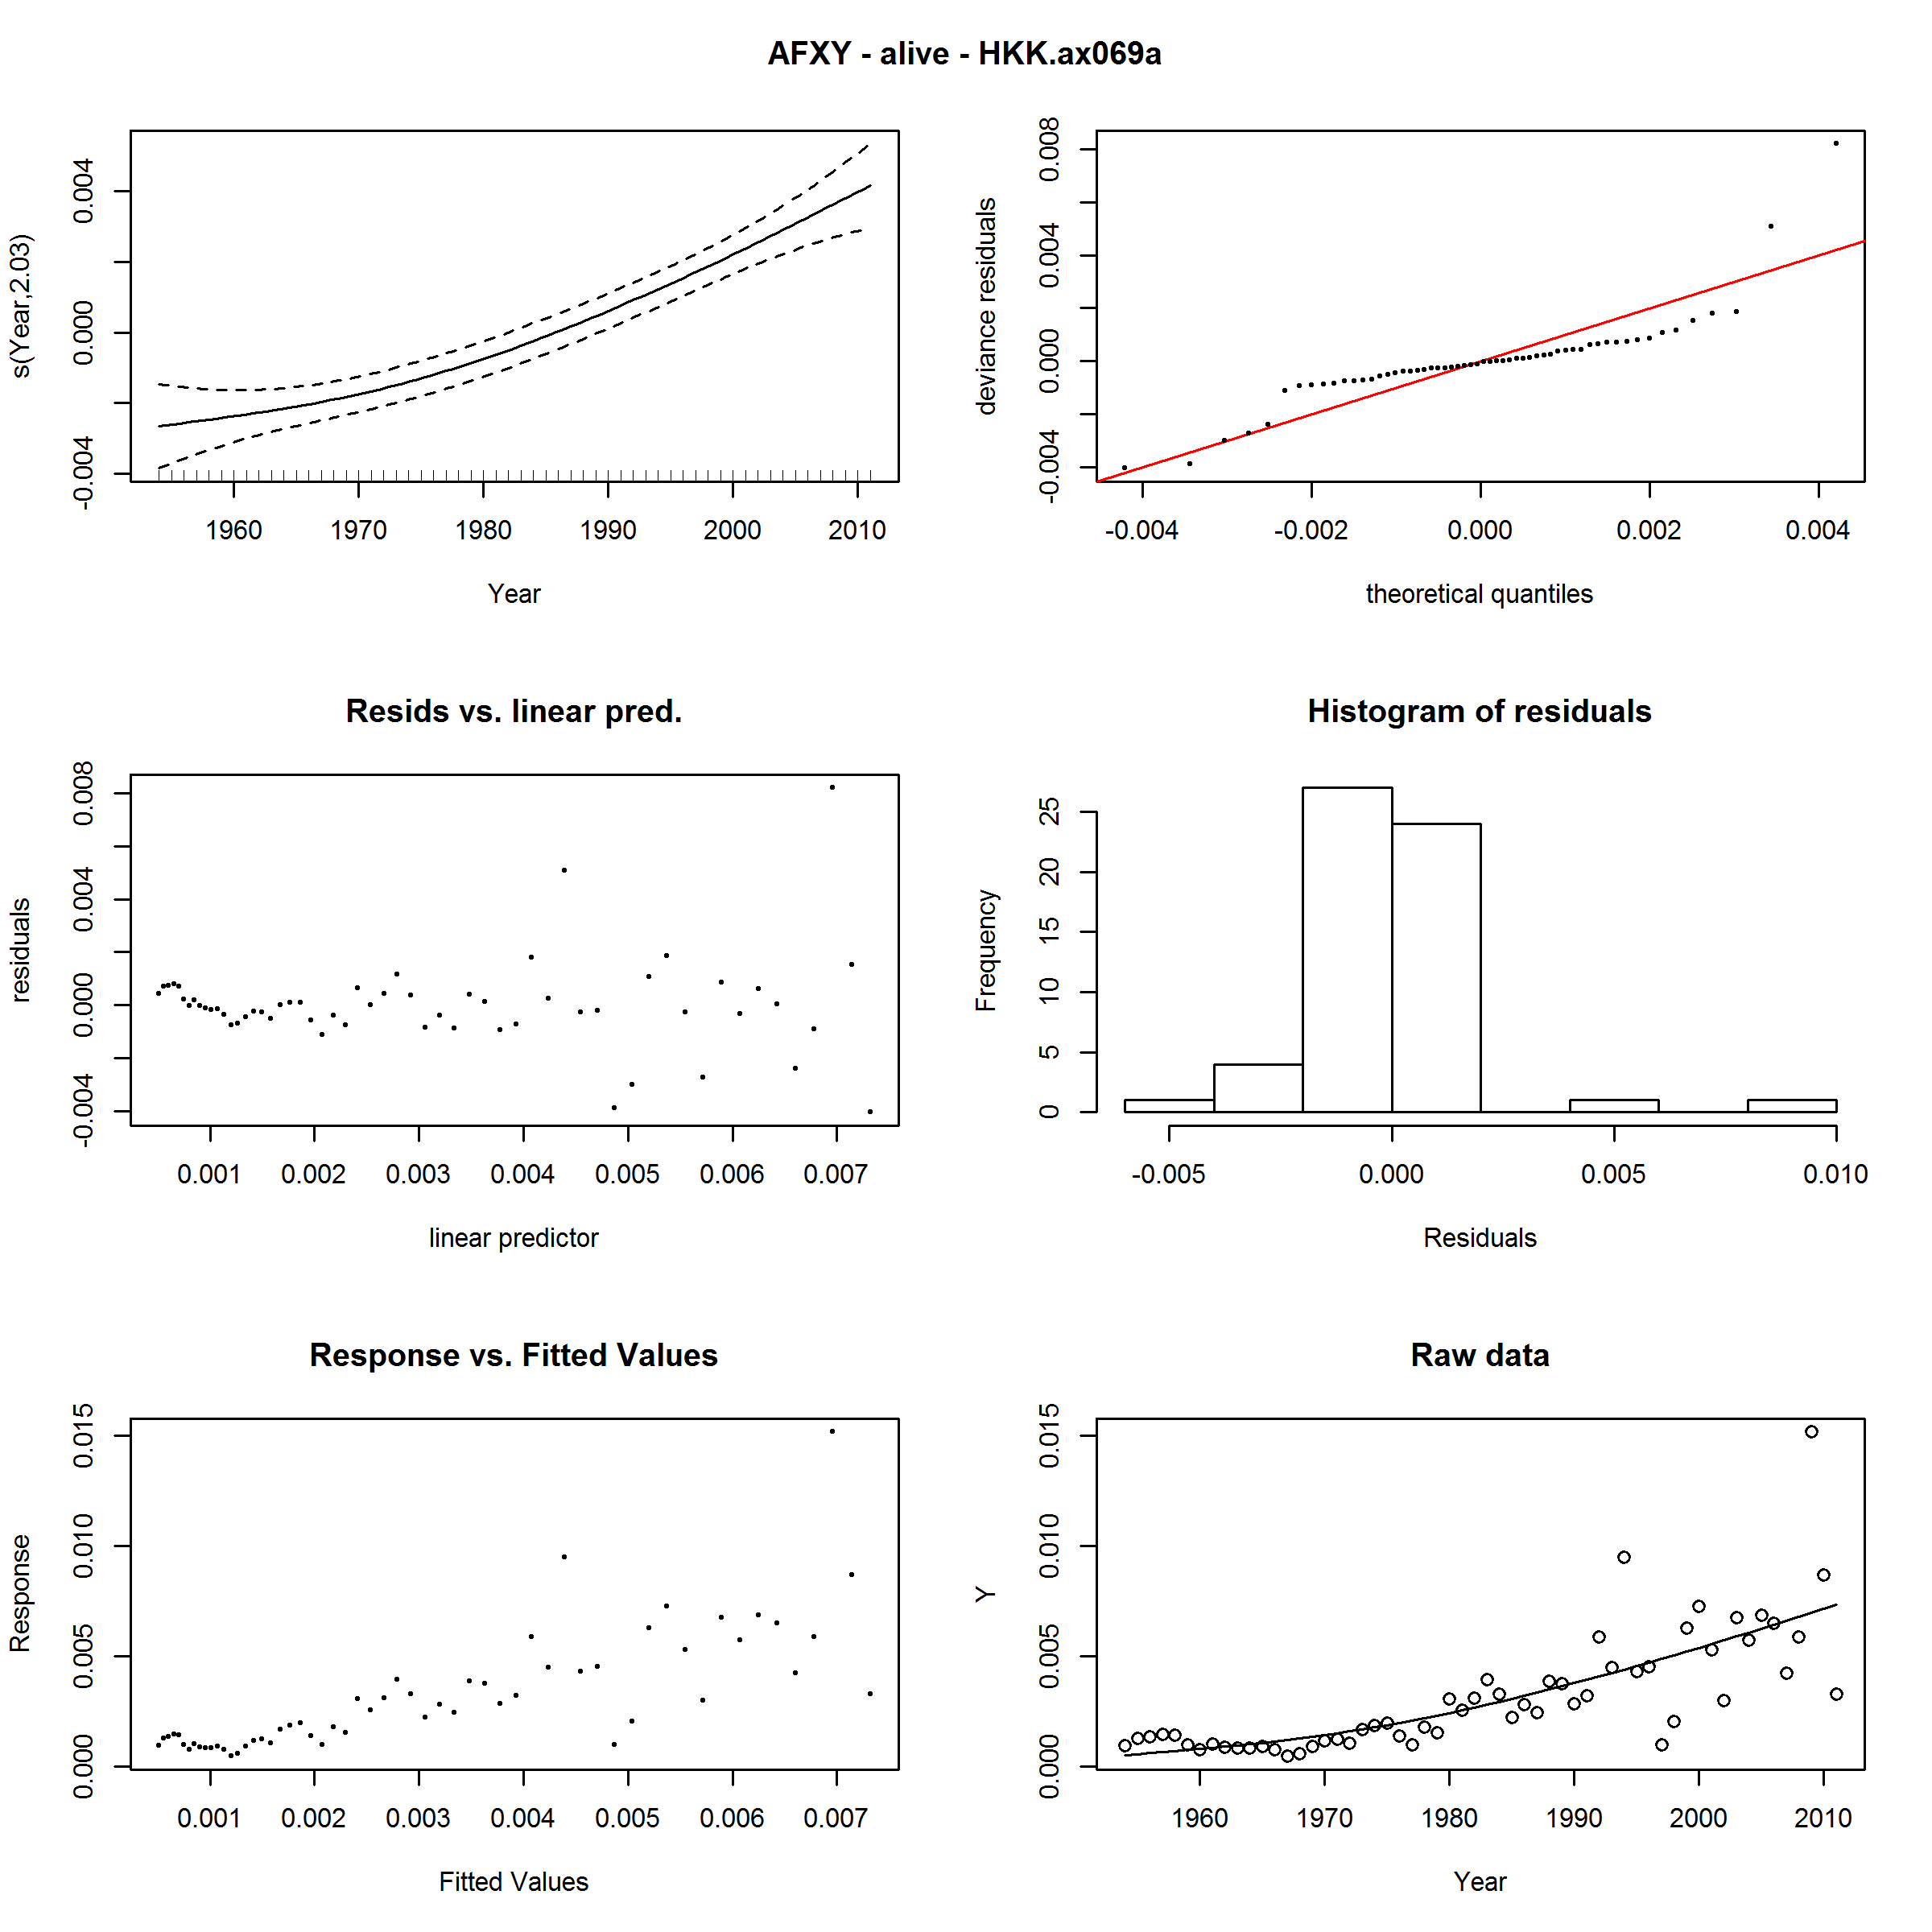 AFXY - alive - HKK.ax069a
s(Year,2.03)
-0.004 0.000 0.004
1960 1970 1980 1990 2000 2010
Year
deviance residuals
-0.004 0.000 0.004 0.008
-0.004 -0.002 0.000 0.002 0.004
theoretical quantiles
Resids vs. linear pred.
residuals
-0.004 0.000 0.004 0.008
0.001 0.002 0.003 0.004 0.005 0.006 0.007
linear predictor
Histogram of residuals
Frequency
0 5 10 15 20 25
-0.005 0.000 0.005 0.010
Residuals
Response vs. Fitted Values
Response
0.000 0.005 0.010 0.015
0.001 0.002 0.003 0.004 0.005 0.006 0.007
Fitted Values
Raw data
Y
0.000 0.005 0.010 0.015
1960 1970 1980 1990 2000 2010
Year